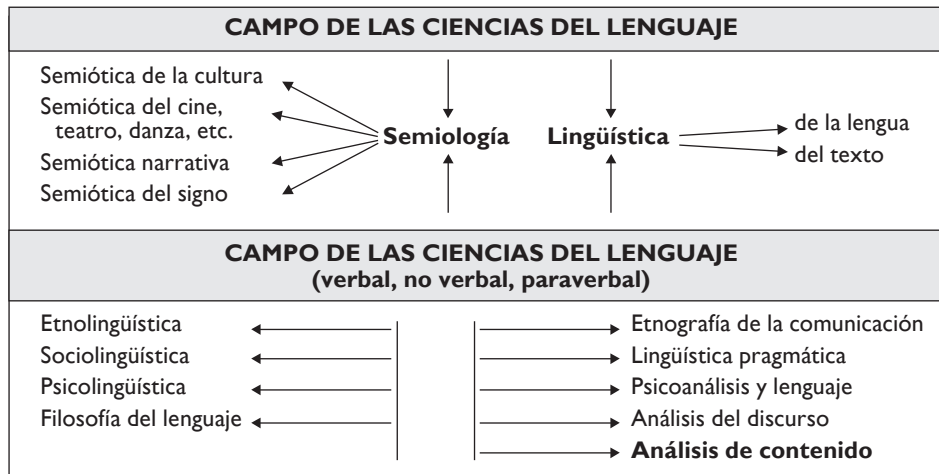 CAMPO DE LAS CIENCIAS DEL LENGUAJE
Semiótica de la cultura
Semiótica del cine,
teatro, danza, etc.
Semiótica narrativa
Semiótica del signo
Semiología
Lingüística
de la lengua
del texto
CAMPO DE LAS CIENCIAS DEL LENGUAJE
(verbal, no verbal, paraverbal)
Etnolingüística
Sociolingüística
Psicolingüística
Filosofía del lenguaje
Etnografía de la comunicación
Lingüística pragmática
Psicoanálisis y lenguaje
Análisis del discurso
Análisis de contenido